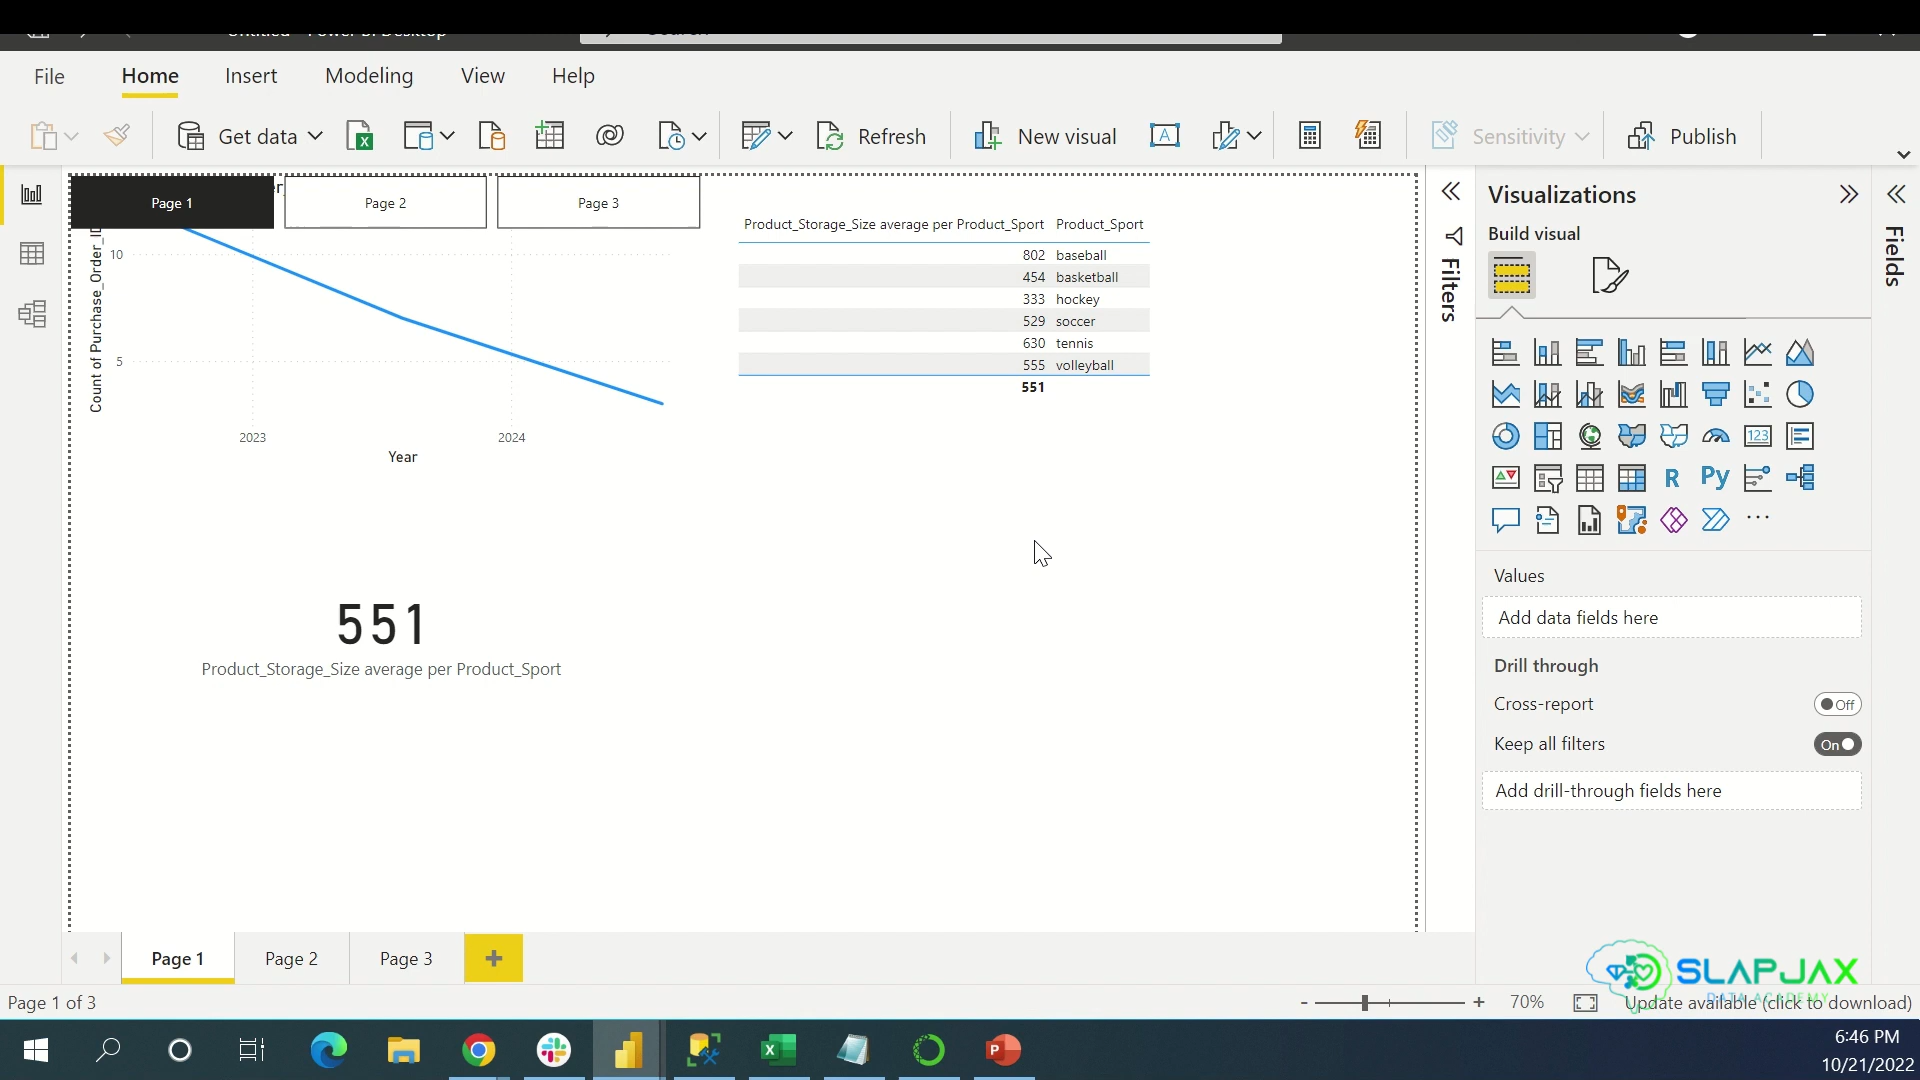 File Home Insert Modeling View Help
Get data Refresh New visual A Sensitivity Publish
Page 1 Page 2 Page 3
Count of Purchase_Order_ID
10
5
2023 2024
Year
Product_Storage_Size average per Product_Sport Product_Sport
802 baseball
454 basketball
333 hockey
529 soccer
630 tennis
555 volleyball
551
551
Product_Storage_Size average per Product_Sport
Filters
Visualizations
Build visual
123
R Py
Values
Add data fields here
Drill through
Cross-report Off
Keep all filters On
Add drill-through fields here
Fields
Page 1 Page 2 Page 3 +
SLAPJAX
DATA ACADEMY
Page 1 of 3 - + 70% Update available (click to download)
6:46 PM
10/21/2022